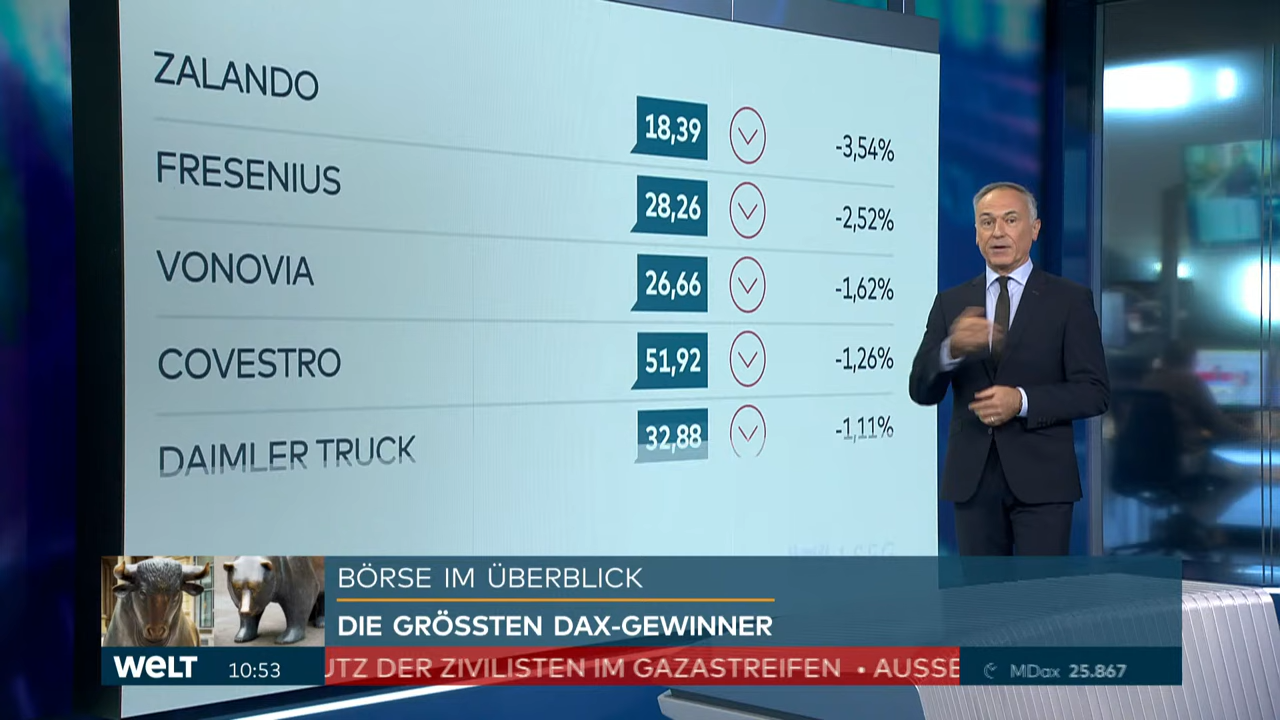 ZALANDO 18,39 -3,54%
FRESENIUS 28,26 -2,52%
VONOVIA 26,66 -1,62%
COVESTRO 51,92 -1,26%
DAIMLER TRUCK 32,88 -1,11%
BÖRSE IM ÜBERBLICK
DIE GRÖSSTEN DAX-GEWINNER
WELT 10:53 UTZ DER ZIVILISTEN IM GAZASTREIFEN • AUSSE MDax 25.867